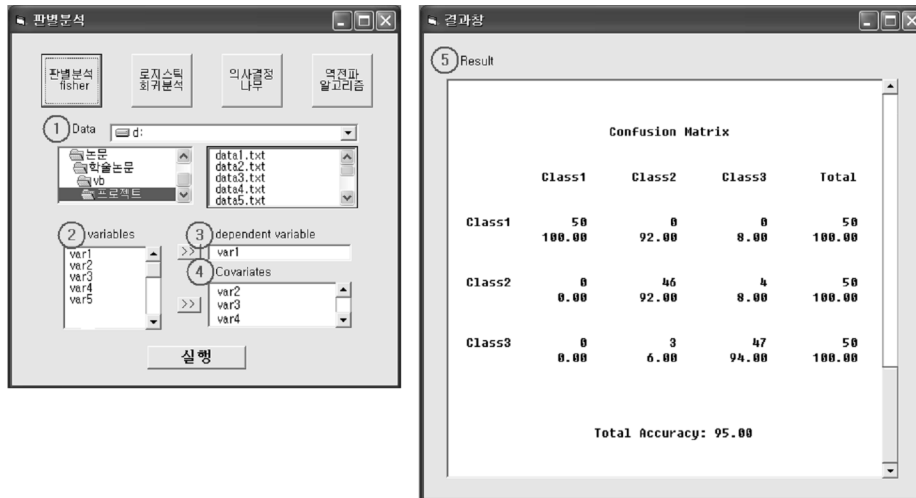 판별분석
판별분석 fisher
로지스틱 회귀분석
의사결정 나무
역전파 알고리즘
1 Data d:
논문
학술논문
vb
프로젝트
data1.txt
data2.txt
data3.txt
data4.txt
data5.txt
2 variables
var1
var2
var3
var4
var5
3 dependent variable
>> var1
4 Covariates
>>
var2
var3
var4
실행
결과창
5 Result
Confusion Matrix
Class1 Class2 Class3 Total
Class1 50 0 0 50
100.00 92.00 8.00 100.00
Class2 0 46 4 50
0.00 92.00 8.00 100.00
Class3 0 3 47 50
0.00 6.00 94.00 100.00
Total Accuracy: 95.00